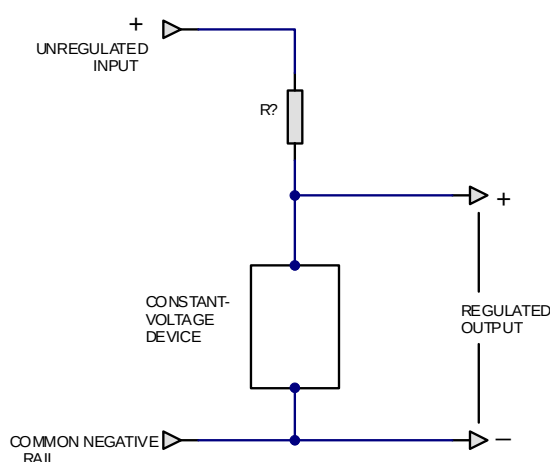 +
UNREGULATED
INPUT
R?
+
CONSTANT-
VOLTAGE
DEVICE
REGULATED
OUTPUT
COMMON NEGATIVE
RAIL
—